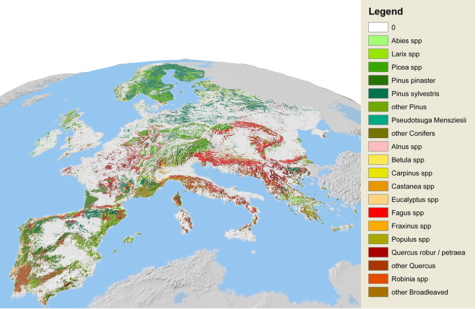 Legend
0
Abies spp
Larix spp
Picea spp
Pinus pinaster
Pinus sylvestris
other Pinus
Pseudotsuga Mensziesii
other Conifers
Alnus spp
Betula spp
Carpinus spp
Castanea spp
Eucalyptus spp
Fagus spp
Fraxinus spp
Populus spp
Quercus robur / petraea
other Quercus
Robinia spp
other Broadleaved